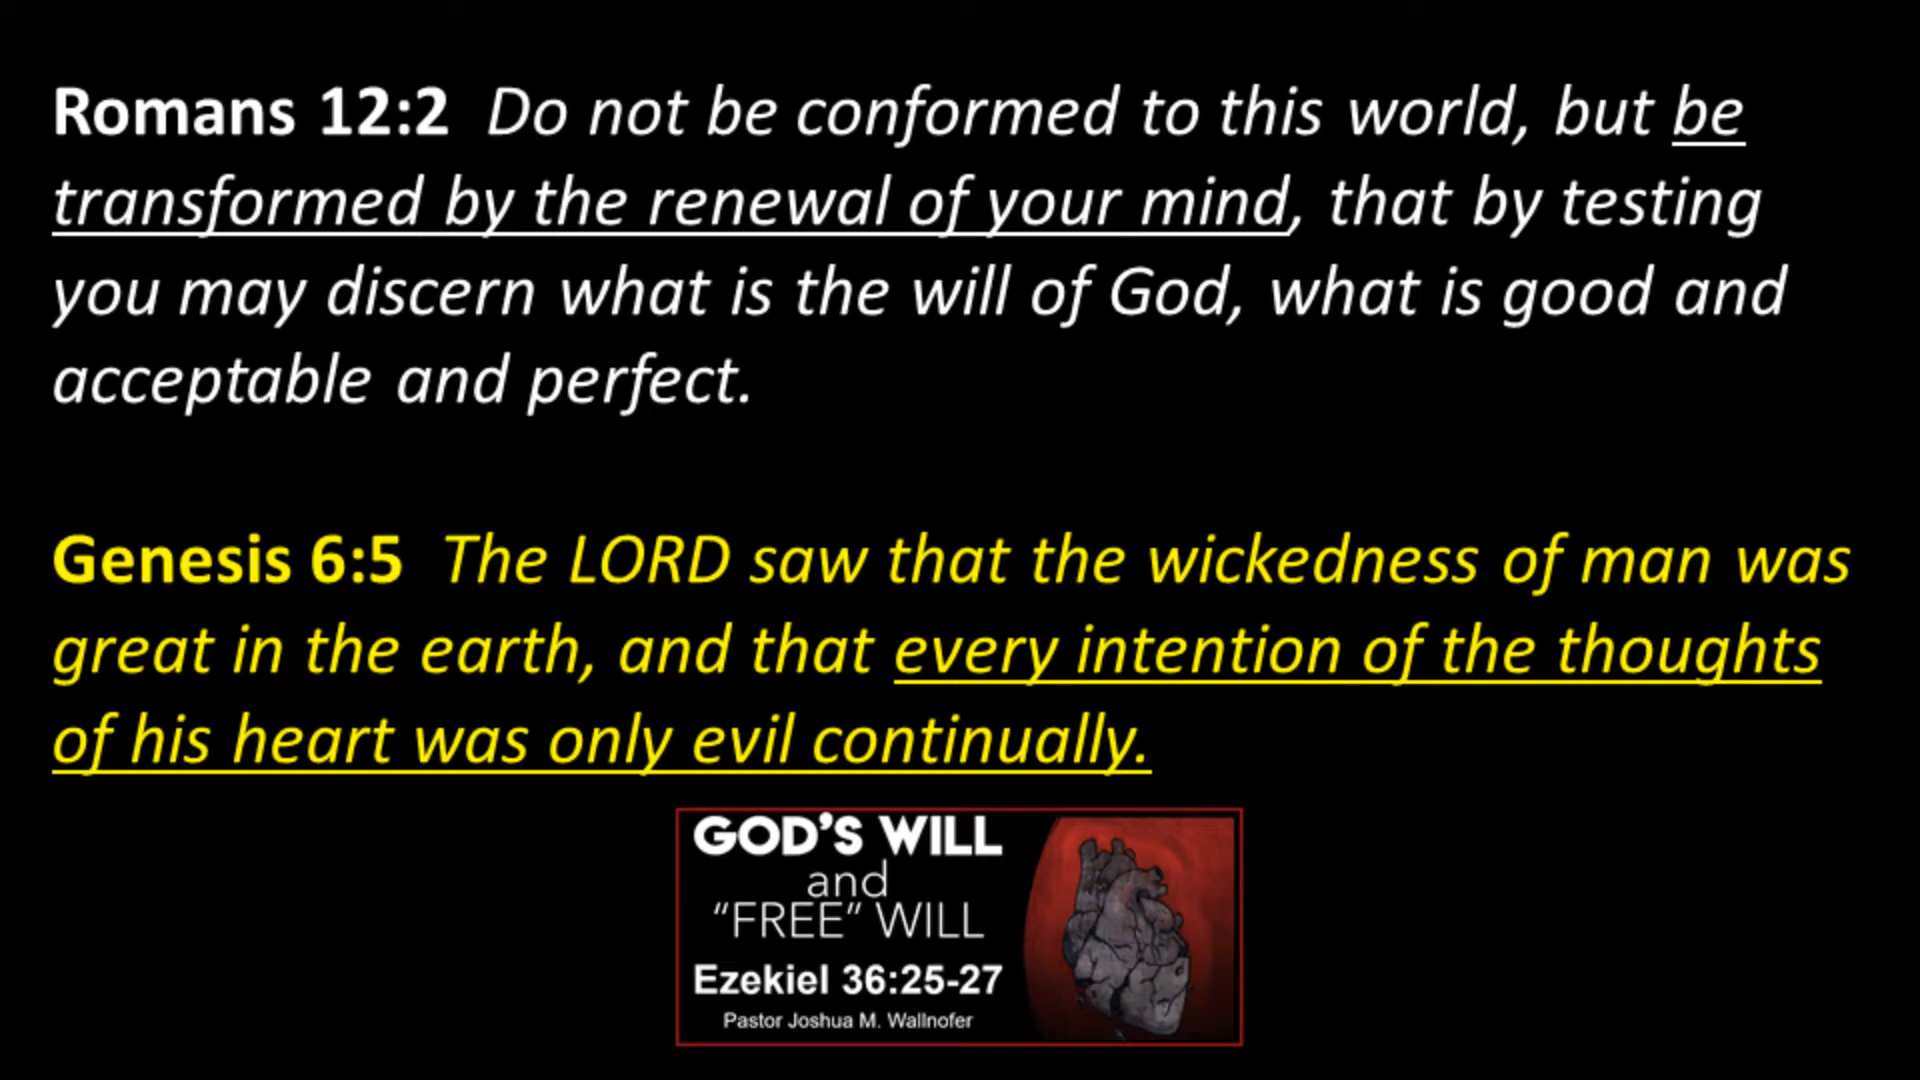 Romans 12:2 Do not be conformed to this world, but be
transformed by the renewal of your mind, that by testing
you may discern what is the will of God, what is good and
acceptable and perfect.
Genesis 6:5 The LORD saw that the wickedness of man was
great in the earth, and that every intention of the thoughts
of his heart was only evil continually.
GOD'S WILL
and
"FREE" WILL
Ezekiel 36:25-27
Pastor Joshua M. Wallnofer